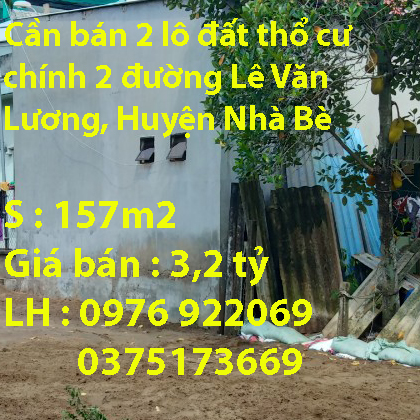 Cần bán 2 lô đất thổ cư
chính 2 đường Lê Văn
Lương, Huyện Nhà Bè
S : 157m2
Giá bán : 3,2 tỷ
LH : 0976 922069
0375173669